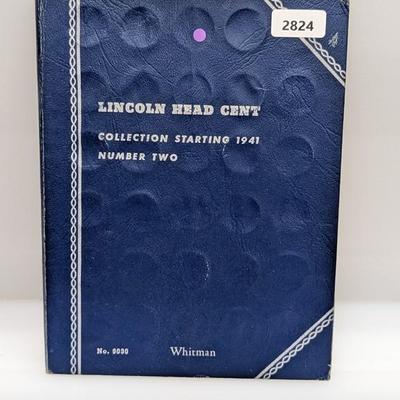 2824
LINCOLN HEAD CENT
COLLECTION STARTING 1941
NUMBER TWO
No. 9030 Whitman